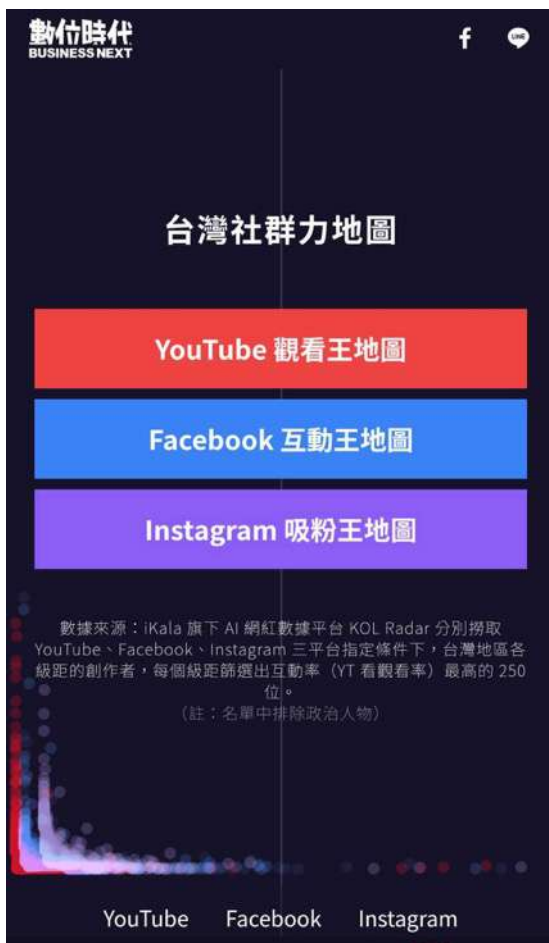 數位時代
BUSINESS NEXT
f
LINE
台灣社群力地圖
YouTube 觀看王地圖
Facebook 互動王地圖
Instagram 吸粉王地圖
數據來源：iKala 旗下 AI 網紅數據平台 KOL Radar 分別撈取
YouTube、Facebook、Instagram 三平台指定條件下，台灣地區各
級距的創作者，每個級距篩選出互動率（YT 看觀看率）最高的 250
位。
（註：名單中排除政治人物）
YouTube Facebook Instagram